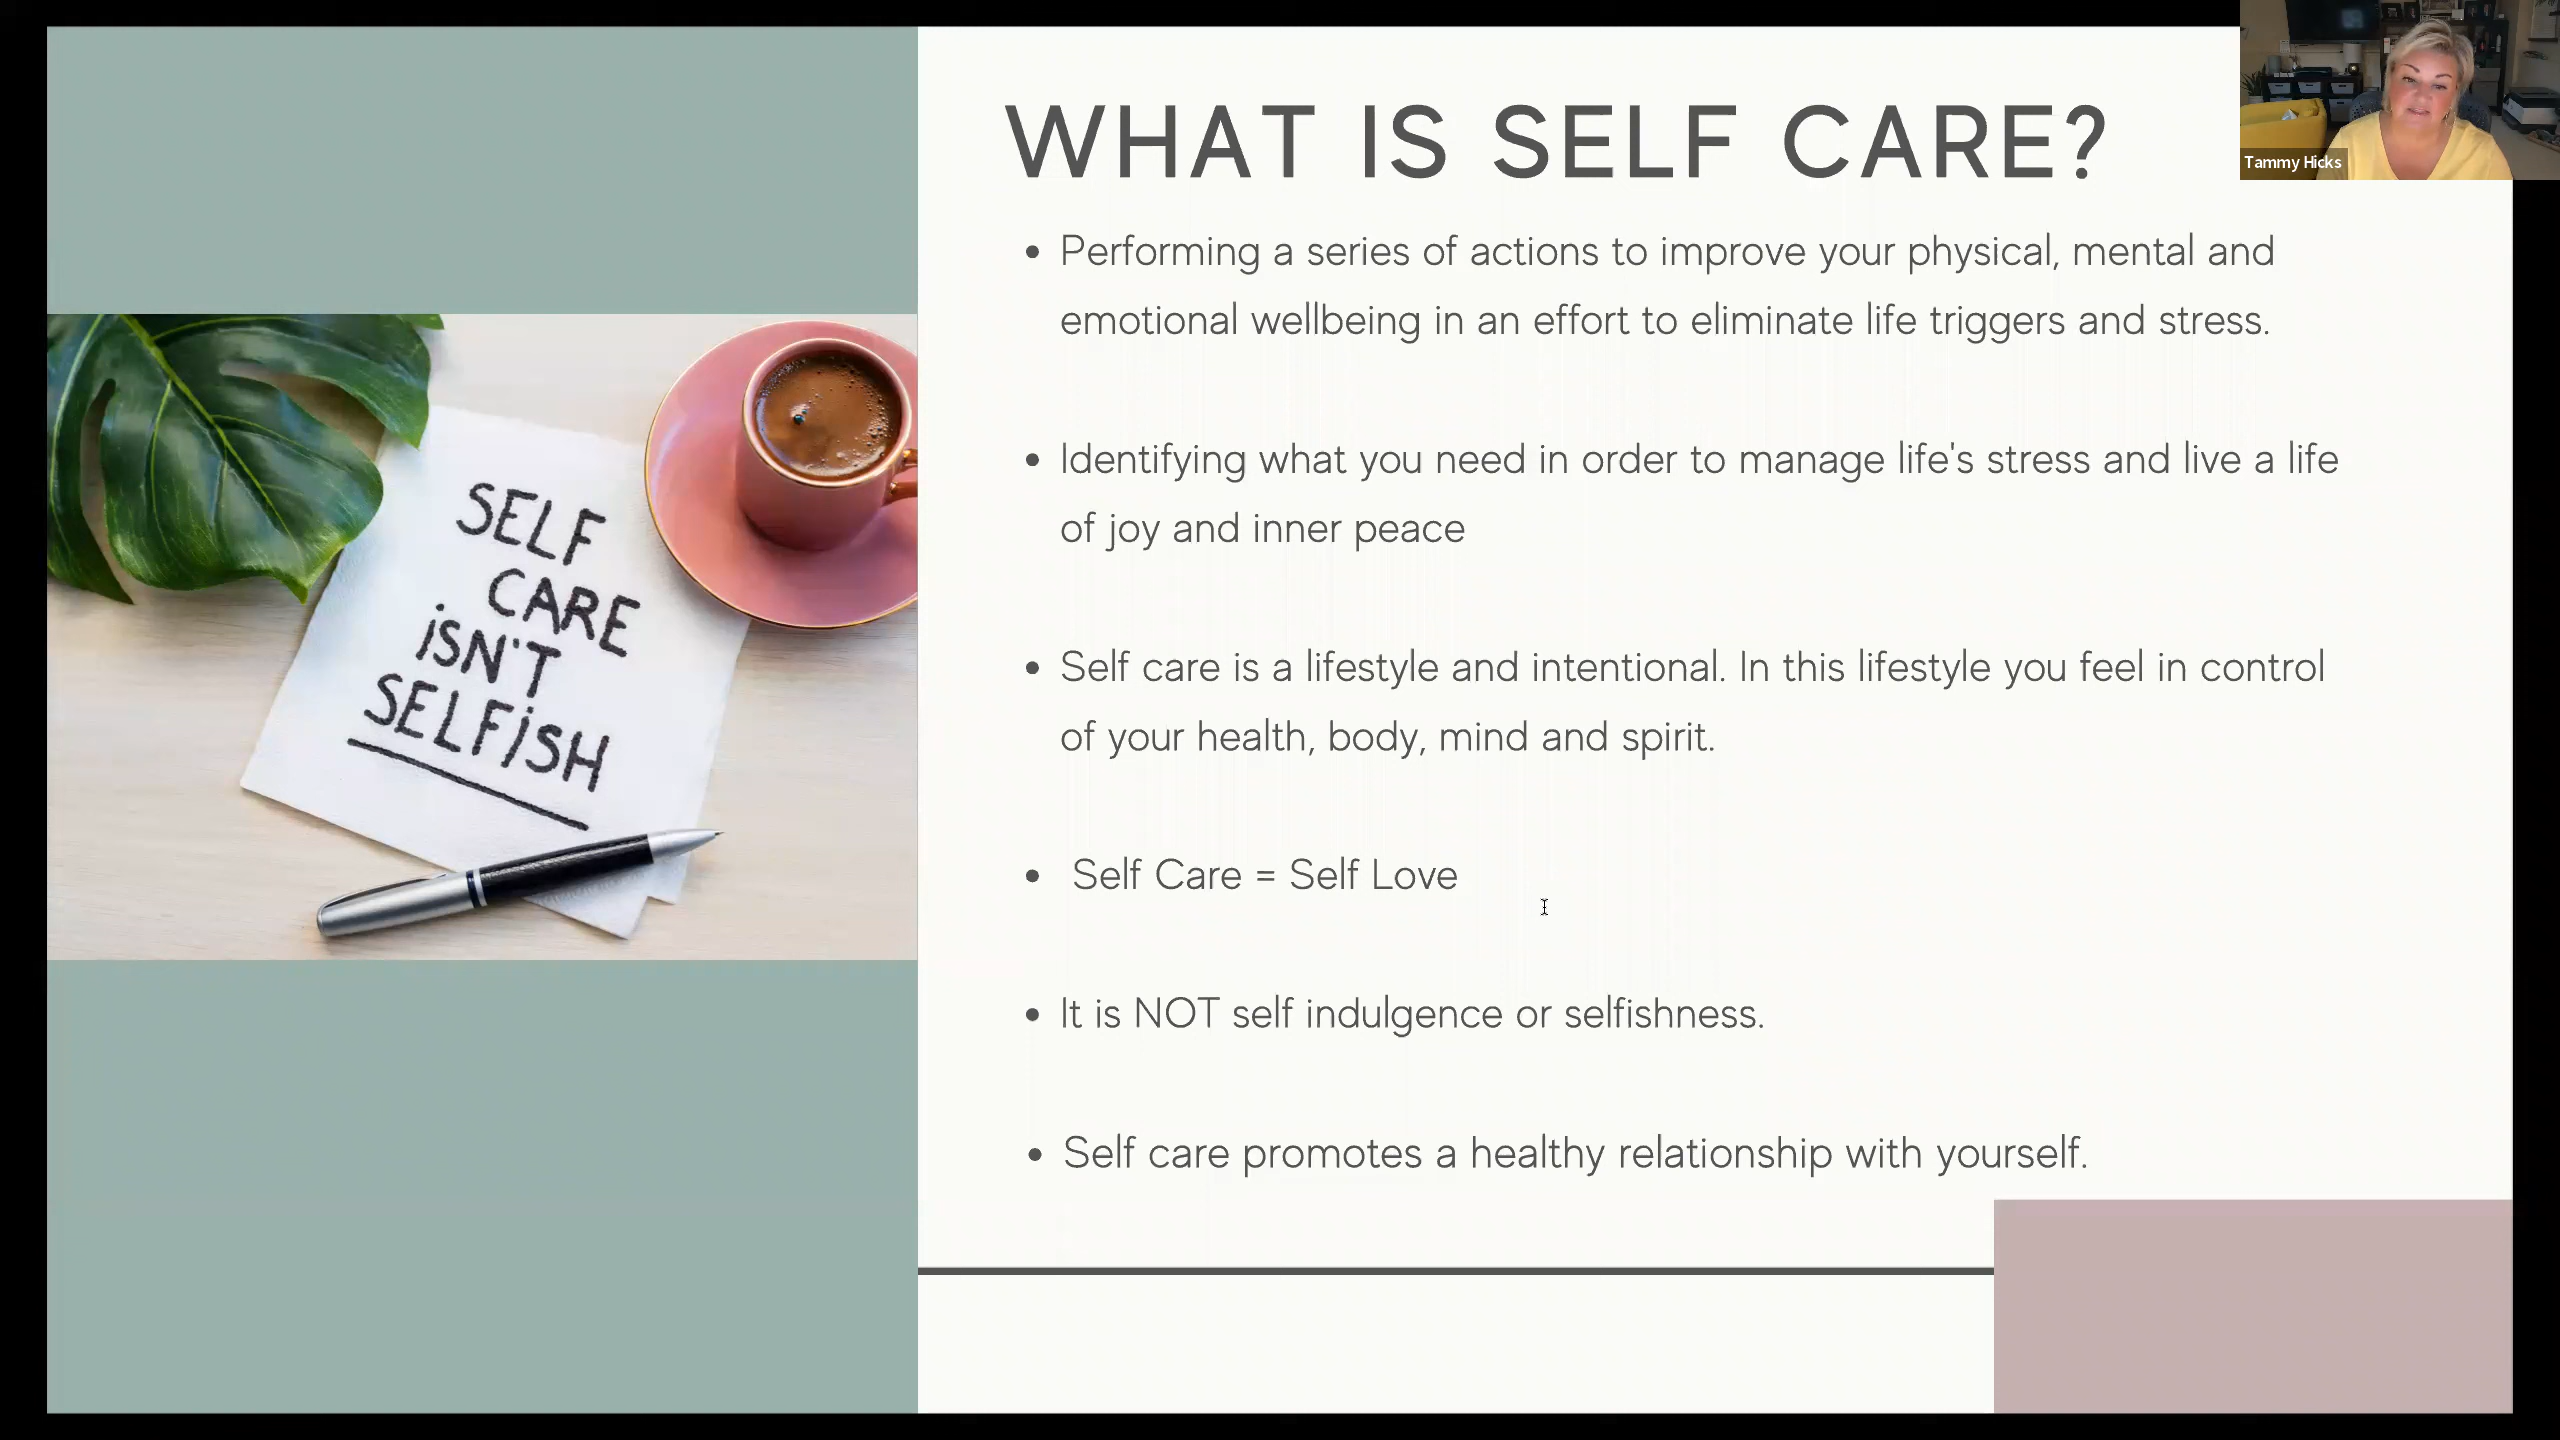 WHAT IS SELF CARE?
Tammy Hicks
• Performing a series of actions to improve your physical, mental and
emotional wellbeing in an effort to eliminate life triggers and stress.
• Identifying what you need in order to manage life's stress and live a life
of joy and inner peace
• Self care is a lifestyle and intentional. In this lifestyle you feel in control
of your health, body, mind and spirit.
• Self Care = Self Love
• It is NOT self indulgence or selfishness.
• Self care promotes a healthy relationship with yourself.
SELF
CARE
iSN'T
SELFiSH